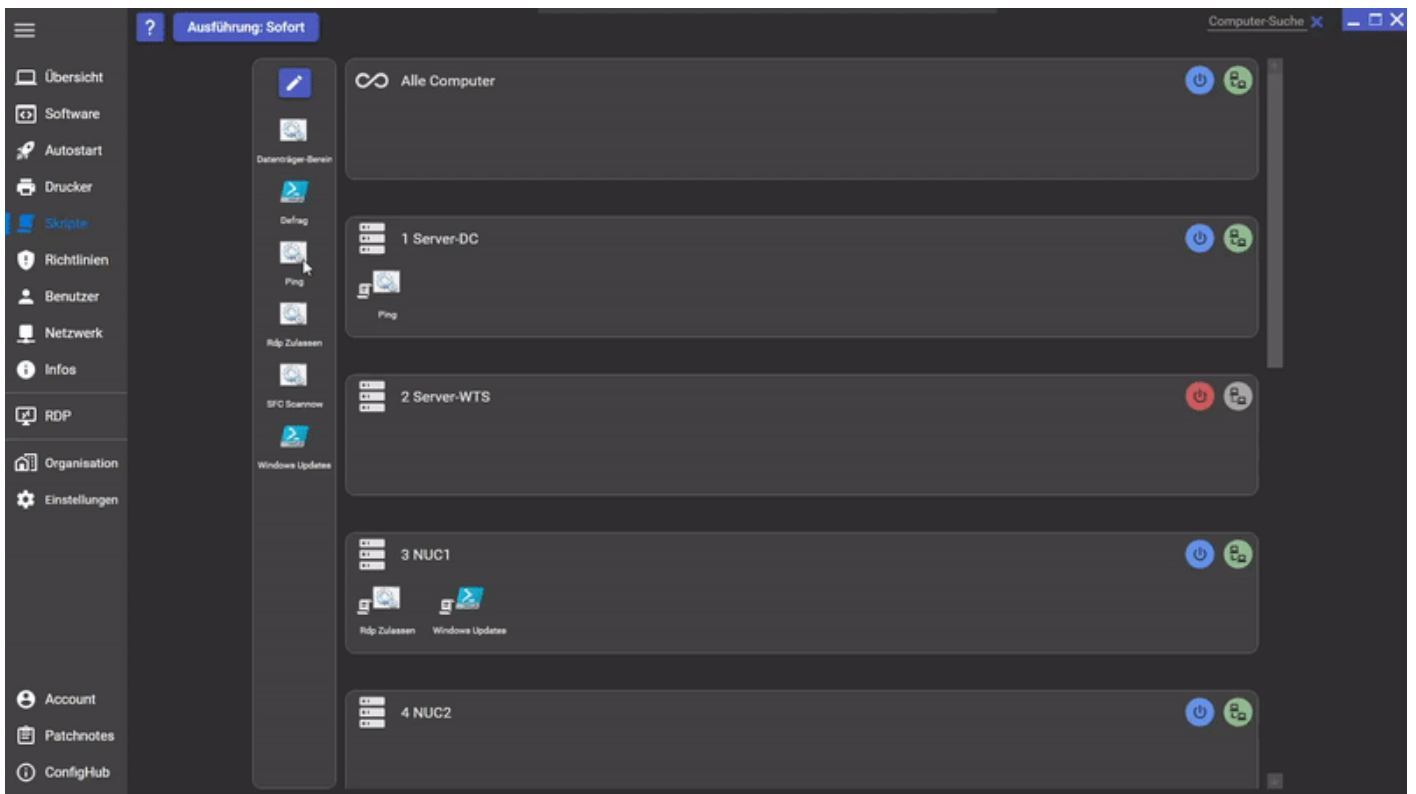 ? Ausführung: Sofort
Computer-Suche
Übersicht
Software
Autostart
Drucker
Skripte
Richtlinien
Benutzer
Netzwerk
Infos
RDP
Organisation
Einstellungen
Account
Patchnotes
ConfigHub
Datenträger-Berein
Defrag
Ping
Rdp Zulassen
SFC Scannow
Windows Updates
Alle Computer
1 Server-DC
Ping
2 Server-WTS
3 NUC1
Rdp Zulassen Windows Updates
4 NUC2